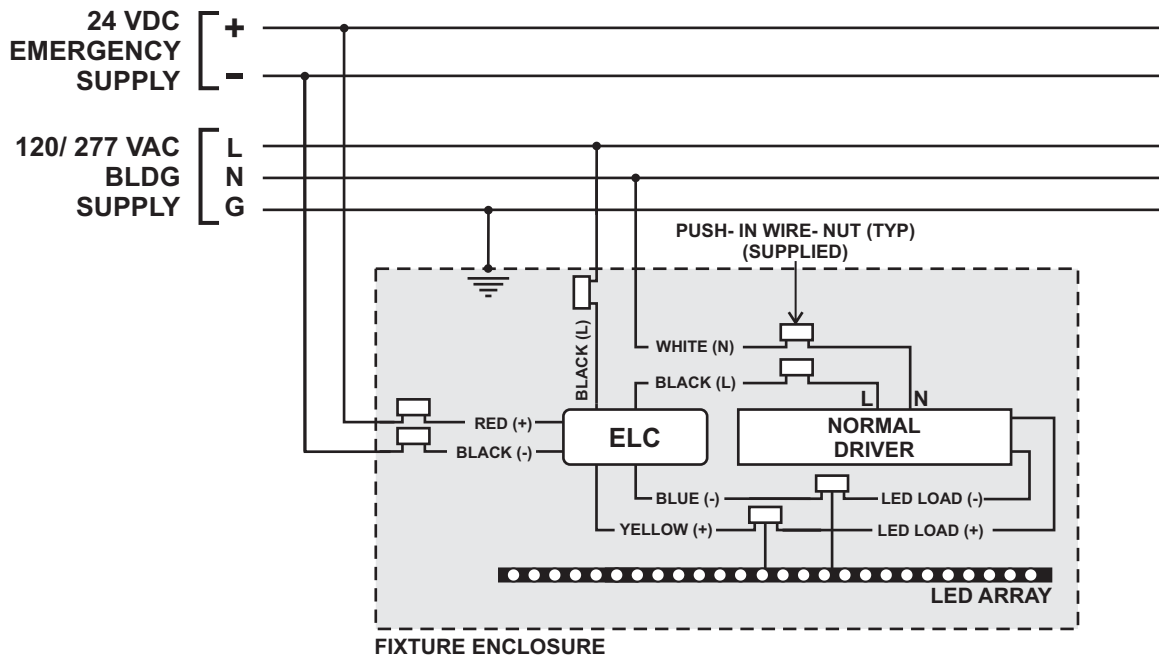 24 VDC
EMERGENCY
SUPPLY
+
-
120/ 277 VAC
BLDG
SUPPLY
L
N
G
PUSH- IN WIRE- NUT (TYP)
(SUPPLIED)
BLACK (L)
WHITE (N)
BLACK (L)
L
N
RED (+)
BLACK (-)
ELC
NORMAL
DRIVER
BLUE (-)
LED LOAD (-)
YELLOW (+)
LED LOAD (+)
LED ARRAY
FIXTURE ENCLOSURE